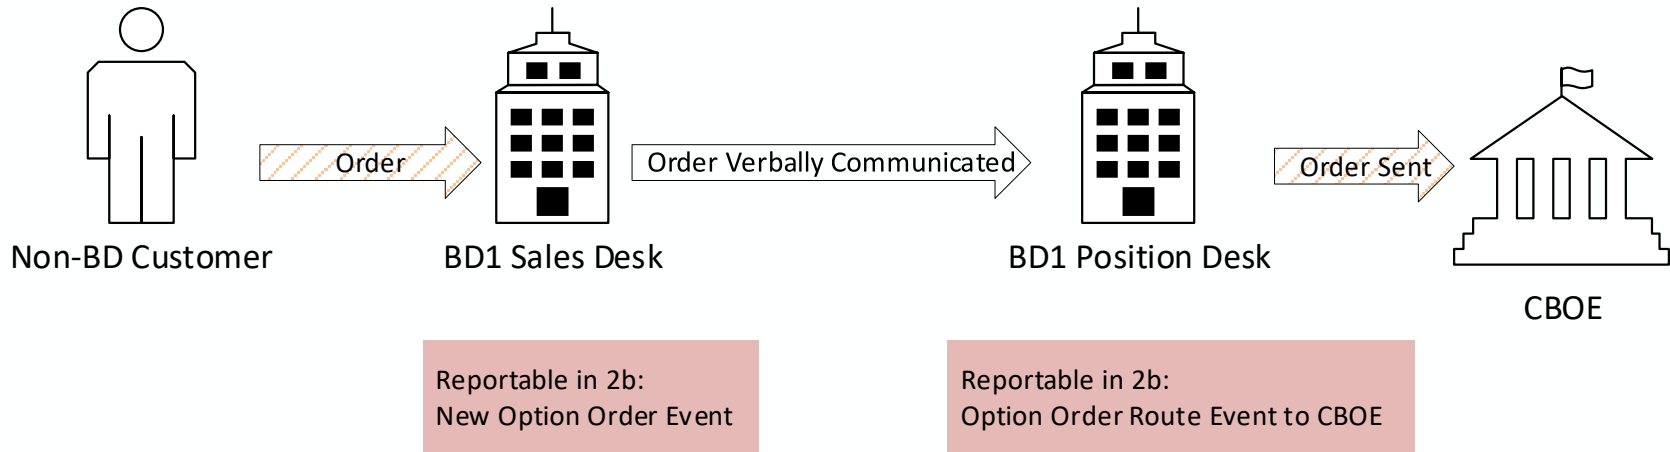 Order
Order Verbally Communicated
Order Sent
Non-BD Customer
BD1 Sales Desk
BD1 Position Desk
CBOE
Reportable in 2b:
New Option Order Event
Reportable in 2b:
Option Order Route Event to CBOE